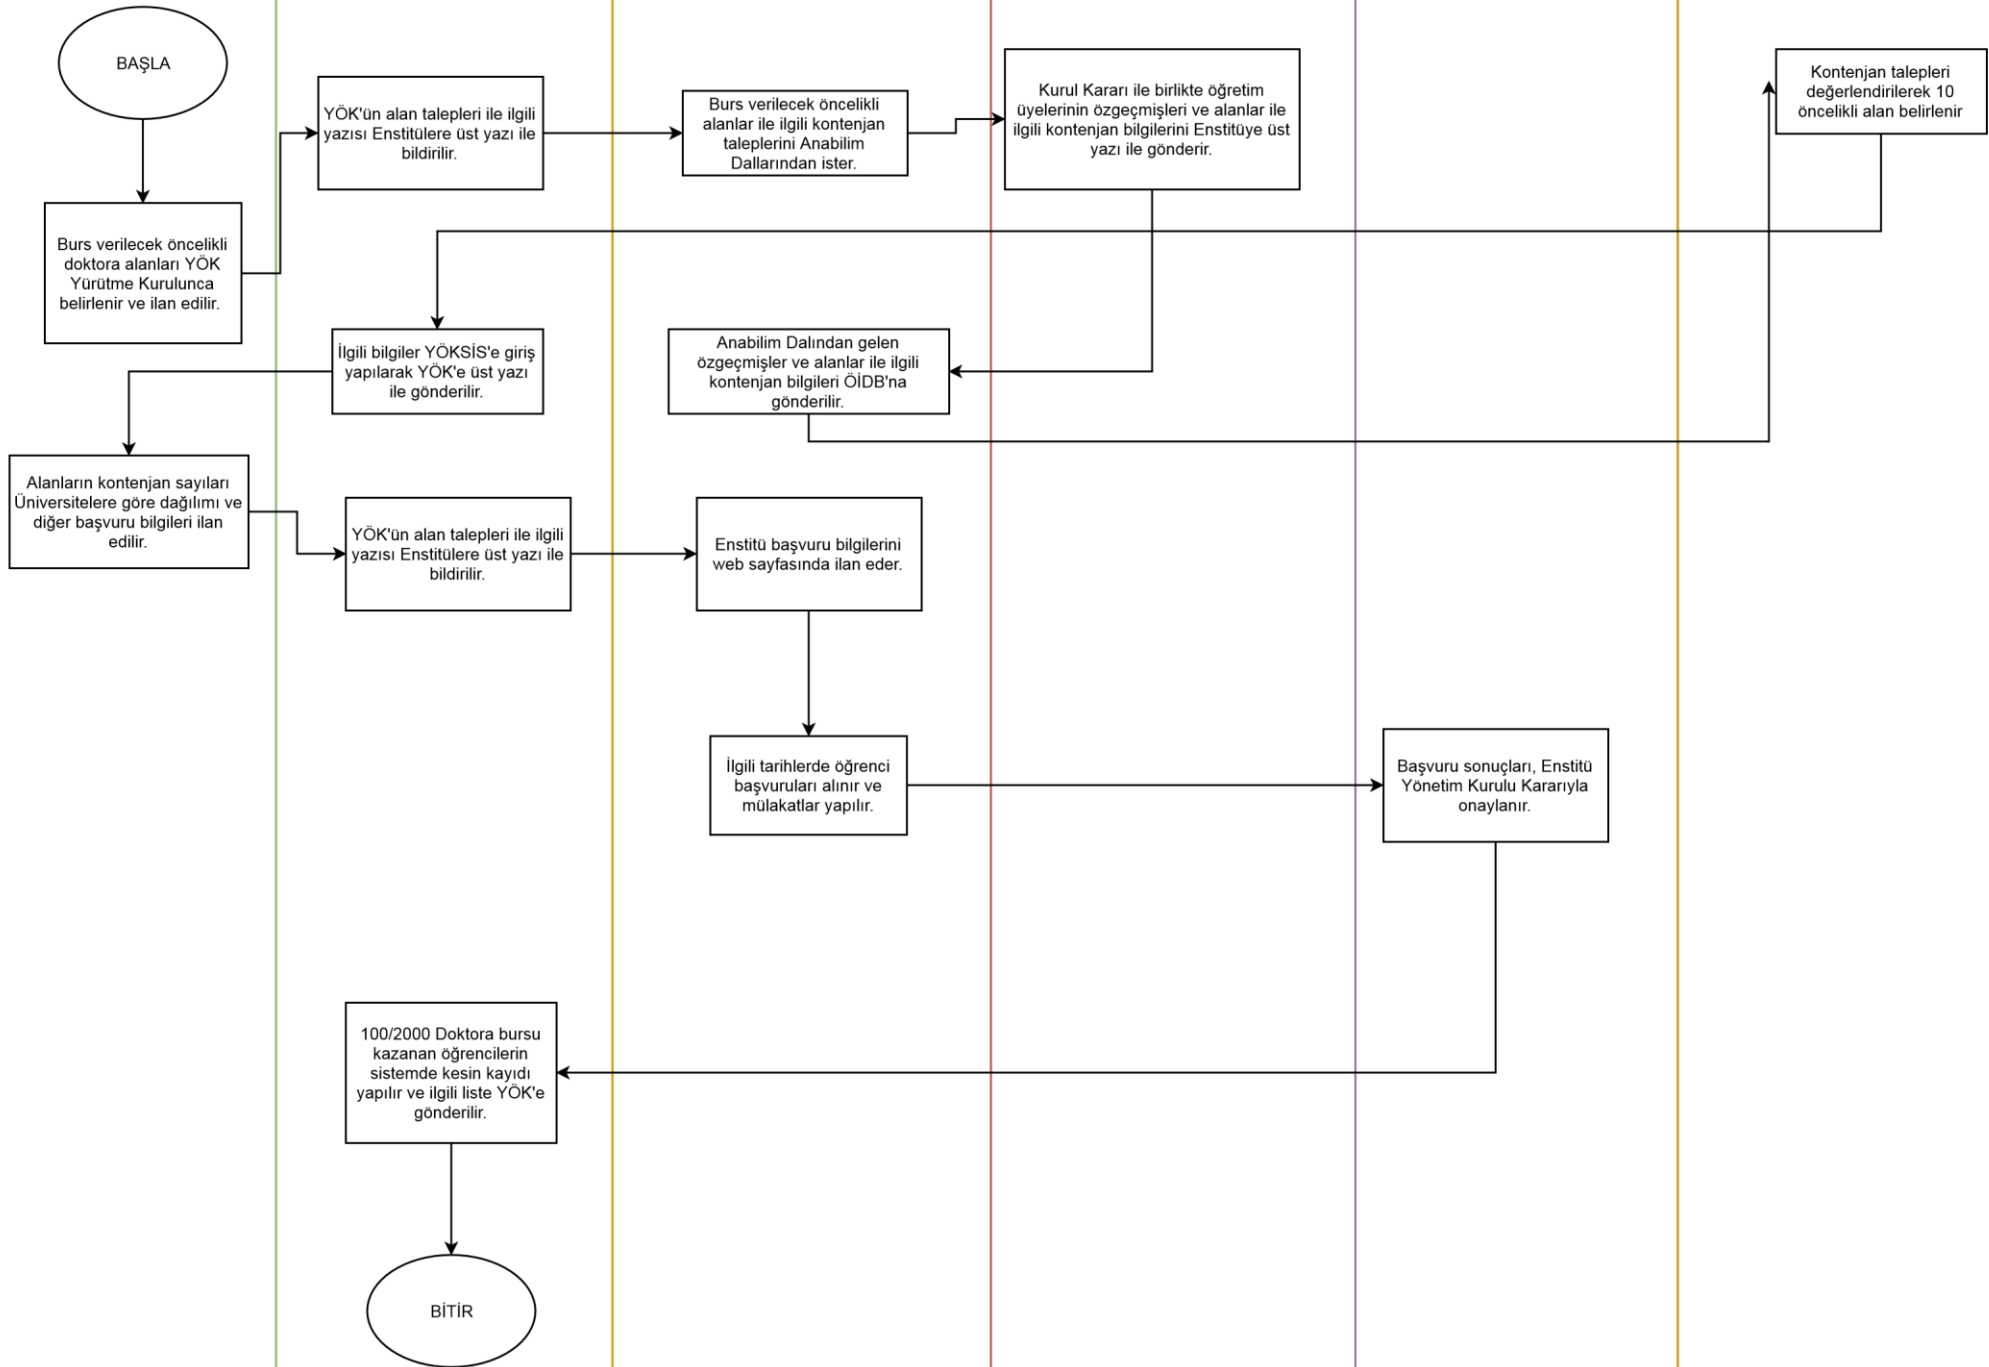 BAŞLA
Burs verilecek öncelikli
doktora alanları YÖK
Yürütme Kurulunca
belirlenir ve ilan edilir.
YÖK'ün alan talepleri ile ilgili
yazısı Enstitülere üst yazı ile
bildirilir.
Burs verilecek öncelikli
alanlar ile ilgili kontenjan
taleplerini Anabilim
Dallarından ister.
Kurul Kararı ile birlikte öğretim
üyelerinin özgeçmişleri ve alanlar ile
ilgili kontenjan bilgilerini Enstitüye üst
yazı ile gönderir.
Anabilim Dalından gelen
özgeçmişler ve alanlar ile ilgili
kontenjan bilgileri ÖİDB'na
gönderilir.
Kontenjan talepleri
değerlendirilerek 10
öncelikli alan belirlenir
İlgili bilgiler YÖKSİS'e giriş
yapılarak YÖK'e üst yazı
ile gönderilir.
Alanların kontenjan sayıları
Üniversitelere göre dağılımı ve
diğer başvuru bilgileri ilan
edilir.
YÖK'ün alan talepleri ile ilgili
yazısı Enstitülere üst yazı ile
bildirilir.
Enstitü başvuru bilgilerini
web sayfasında ilan eder.
İlgili tarihlerde öğrenci
başvuruları alınır ve
mülakatlar yapılır.
Başvuru sonuçları, Enstitü
Yönetim Kurulu Kararıyla
onaylanır.
100/2000 Doktora bursu
kazanan öğrencilerin
sistemde kesin kayıdı
yapılır ve ilgili liste YÖK'e
gönderilir.
BİTİR